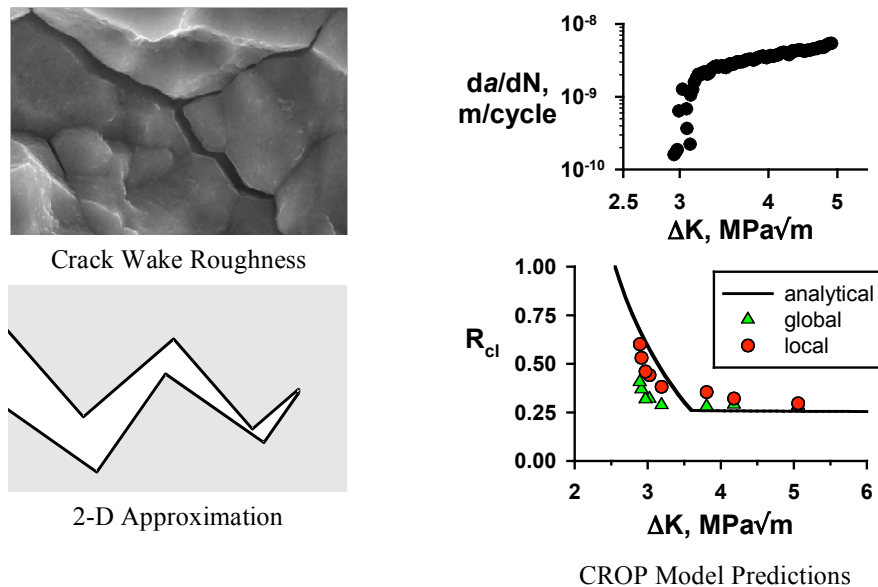 Crack Wake Roughness
2-D Approximation
10⁻⁸
da/dN,
m/cycle
10⁻⁹
10⁻¹⁰
2.5 3 4 5
ΔK, MPa√m
1.00
0.75
R_cl
0.50
0.25
0.00
analytical
global
local
2 3 4 5 6
ΔK, MPa√m
CROP Model Predictions